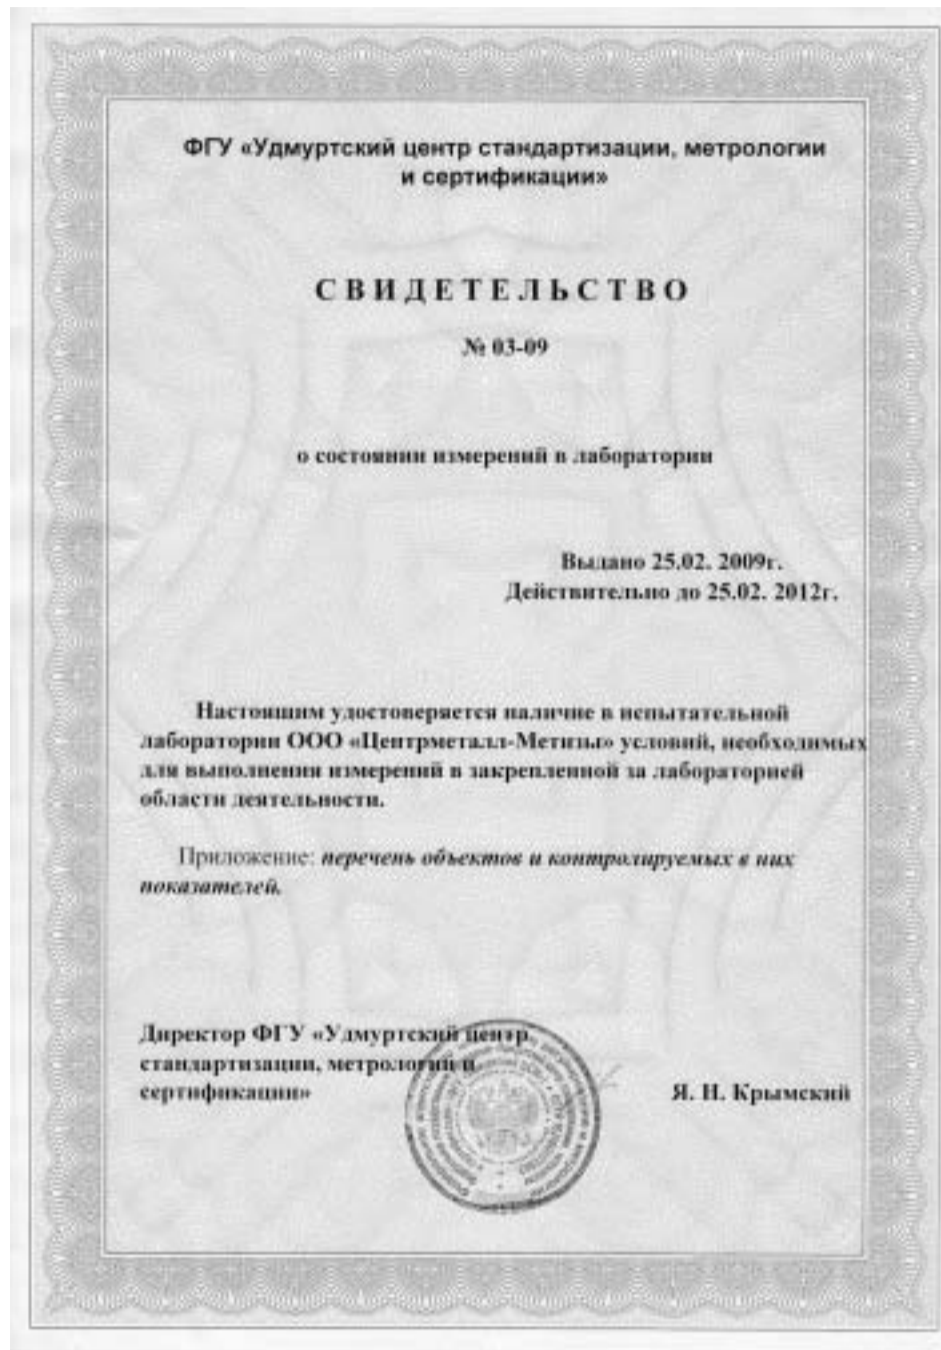 ФГУ «Удмуртский центр стандартизации, метрологии
и сертификации»
СВИДЕТЕЛЬСТВО
№ 03-09
о состоянии измерений в лаборатории
Выдано 25.02. 2009г.
Действительно до 25.02. 2012г.
Настоящим удостоверяется наличие в испытательной
лаборатории ООО «Центрметалл-Метизы» условий, необходимых
для выполнения измерений в закрепленной за лабораторией
области деятельности.
Приложение: перечень объектов и контролируемых в них
показателей.
Директор ФГУ «Удмуртский центр
стандартизации, метрологии и
сертификации»
Я. Н. Крымский